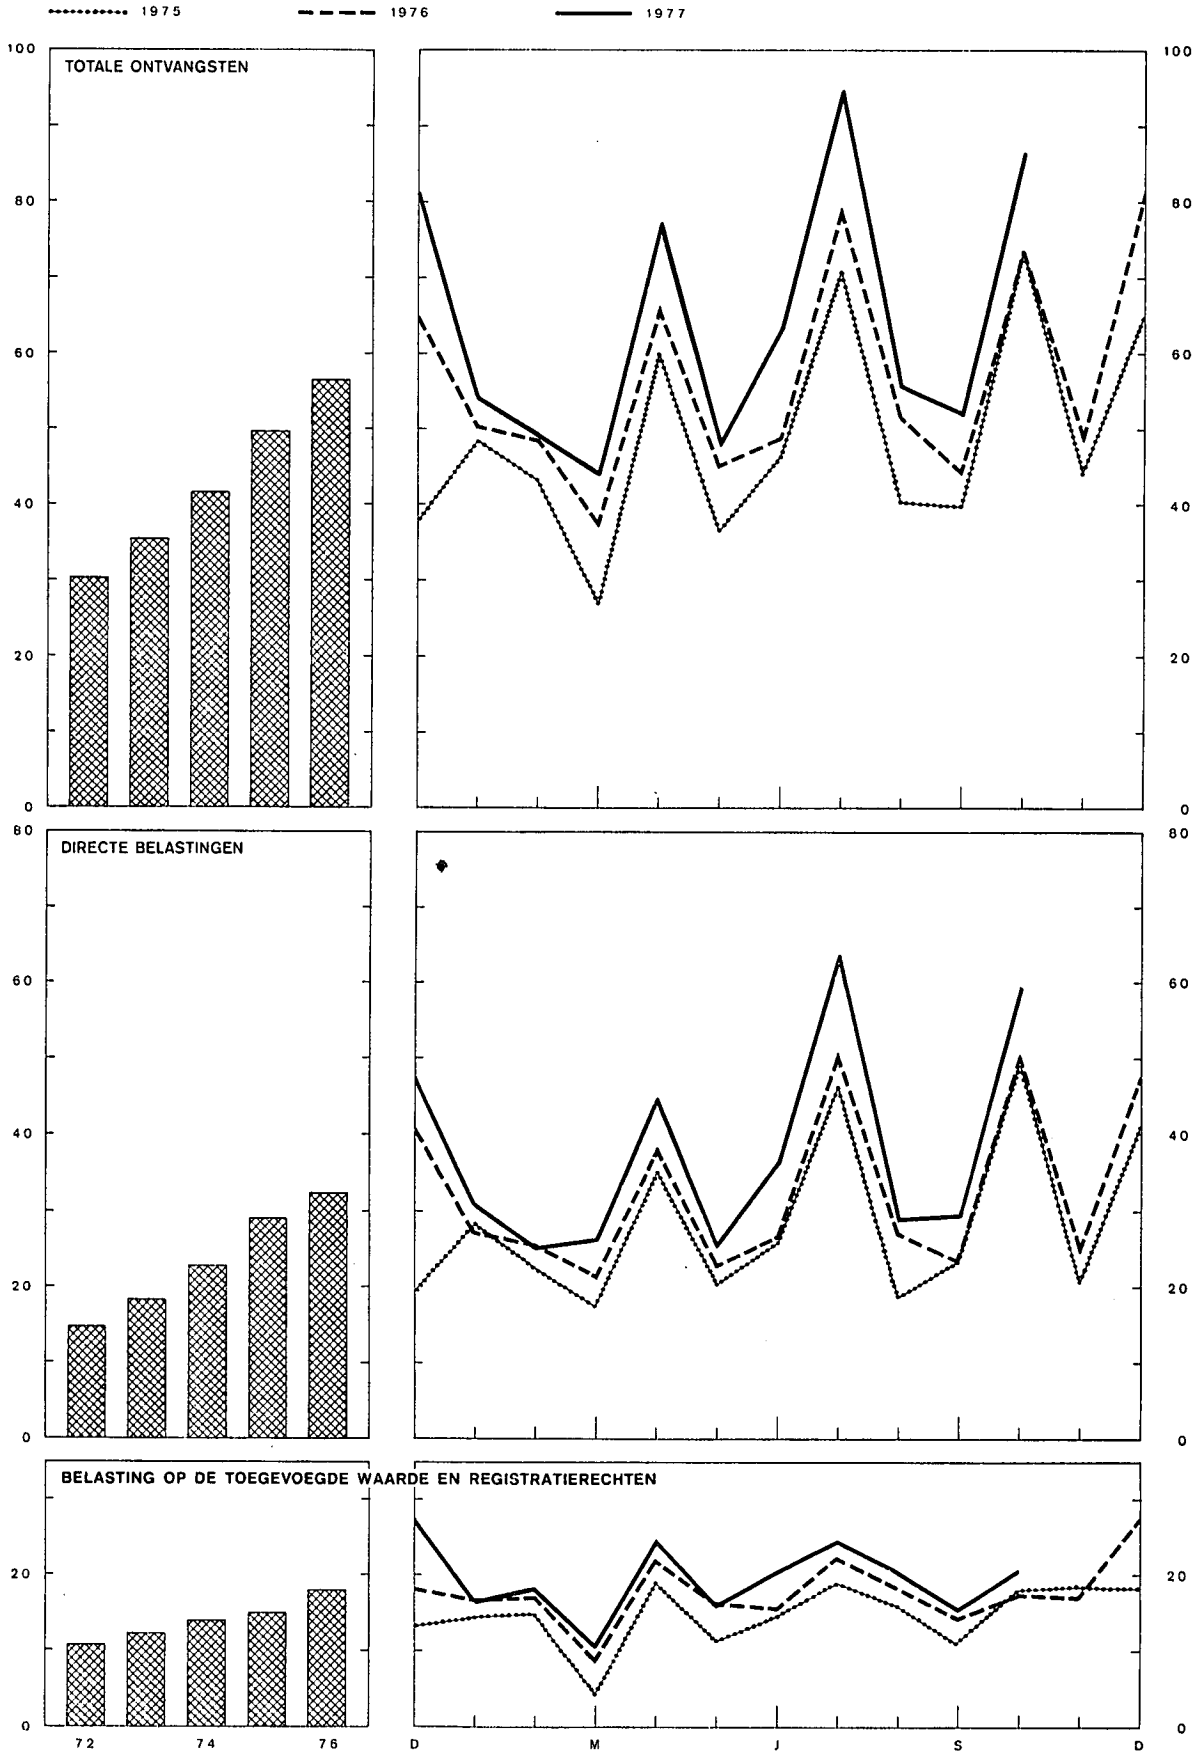 1975 1976 1977
100 TOTALE ONTVANGSTEN 100
80 80
60 60
40 40
20 20
0 0
80 DIRECTE BELASTINGEN 80
60 60
40 40
20 20
0 0
BELASTING OP DE TOEGEVOEGDE WAARDE EN REGISTRATIERECHTEN
20 20
0 0
72 74 76 D M J S D